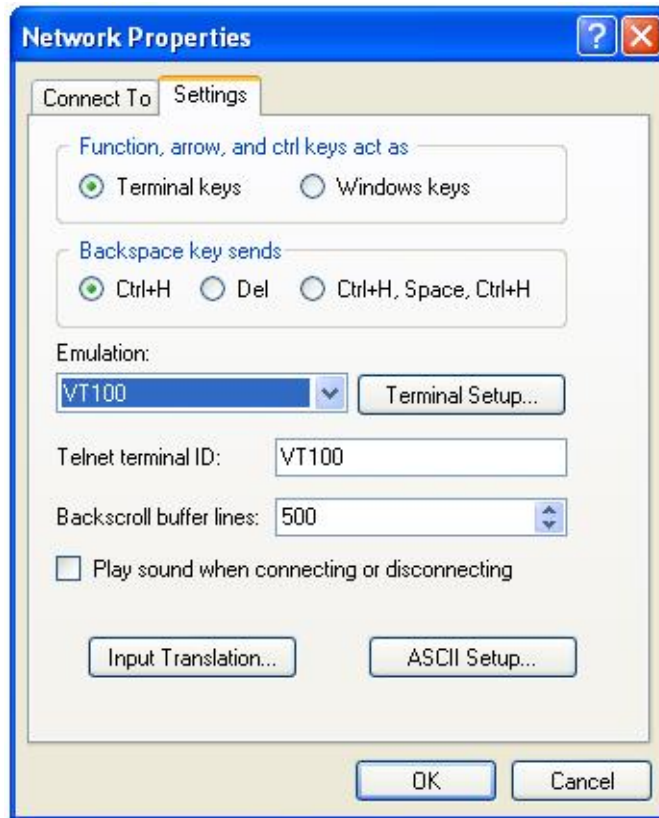 Network Properties
Connect To Settings
Function, arrow, and ctrl keys act as
Terminal keys Windows keys
Backspace key sends
Ctrl+H Del Ctrl+H, Space, Ctrl+H
Emulation:
VT100 Terminal Setup...
Telnet terminal ID: VT100
Backscroll buffer lines: 500
Play sound when connecting or disconnecting
Input Translation... ASCII Setup...
OK Cancel